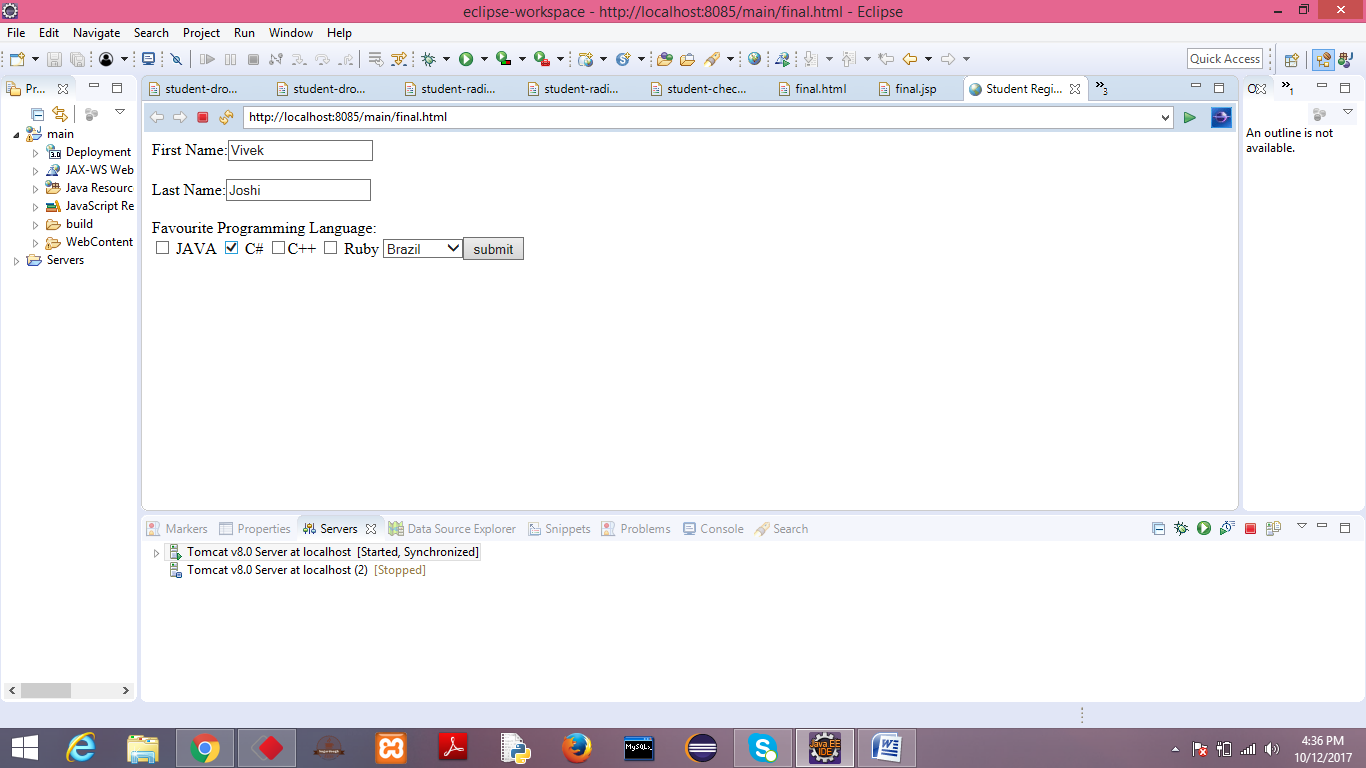 eclipse-workspace - http://localhost:8085/main/final.html - Eclipse
File Edit Navigate Search Project Run Window Help
Quick Access
Pr...
student-dro...
student-dro...
student-radi...
student-radi...
student-chec...
final.html
final.jsp
Student Regi...
3
1
http://localhost:8085/main/final.html
main
Deployment
JAX-WS Web
Java Resourc
JavaScript Re
build
WebContent
Servers
First Name: Vivek
Last Name: Joshi
Favourite Programming Language:
JAVA C# C++ Ruby Brazil submit
An outline is not
available.
Markers Properties Servers Data Source Explorer Snippets Problems Console Search
Tomcat v8.0 Server at localhost [Started, Synchronized]
Tomcat v8.0 Server at localhost (2) [Stopped]
4:36 PM
10/12/2017